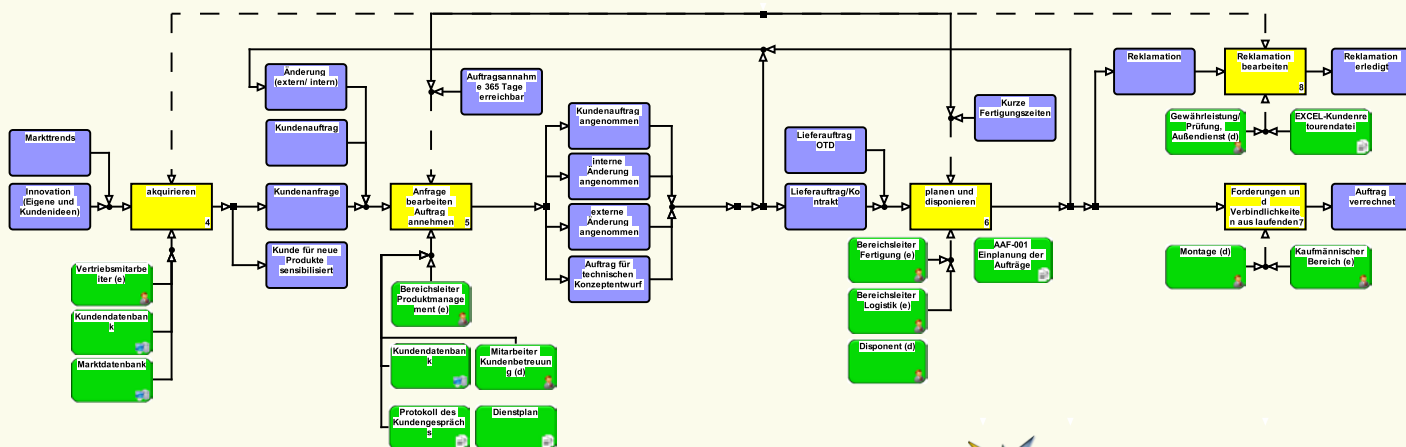 Markttrends
Innovation
(Eigene und
Kundenideen)
akquirieren
4
Vertriebsmitarbe
iter (e)
Kundendatenban
k
Marktdatenbank
Änderung
(extern/ intern)
Kundenauftrag
Kundenanfrage
Kunde für neue
Produkte
sensibilisiert
Auftragsannahm
e 365 Tage
erreichbar
Anfrage
bearbeiten
Auftrag
annehmen
5
Bereichsleiter
Produktmanage
ment (e)
Kundendatenban
k
Mitarbeiter
Kundenbetreuun
g (d)
Protokoll des
Kundengespräch
s
Dienstplan
Kundenauftrag
angenommen
interne
Änderung
angenommen
externe
Änderung
angenommen
Auftrag für
technischen
Konzeptentwurf
Lieferauftrag
OTD
Lieferauftrag/Ko
ntrakt
Kurze
Fertigungszeiten
planen und
disponieren
6
Bereichsleiter
Fertigung (e)
AAF-001
Einplanung der
Aufträge
Bereichsleiter
Logistik (e)
Disponent (d)
Reklamation
Reklamation
bearbeiten
8
Reklamation
erledigt
Gewährleistung/
Prüfung,
Außendienst (d)
EXCEL-Kundenre
tourendatei
Forderungen un
d
Verbindlichkeite
n aus laufenden
7
Auftrag
verrechnet
Montage (d)
Kaufmännischer
Bereich (e)